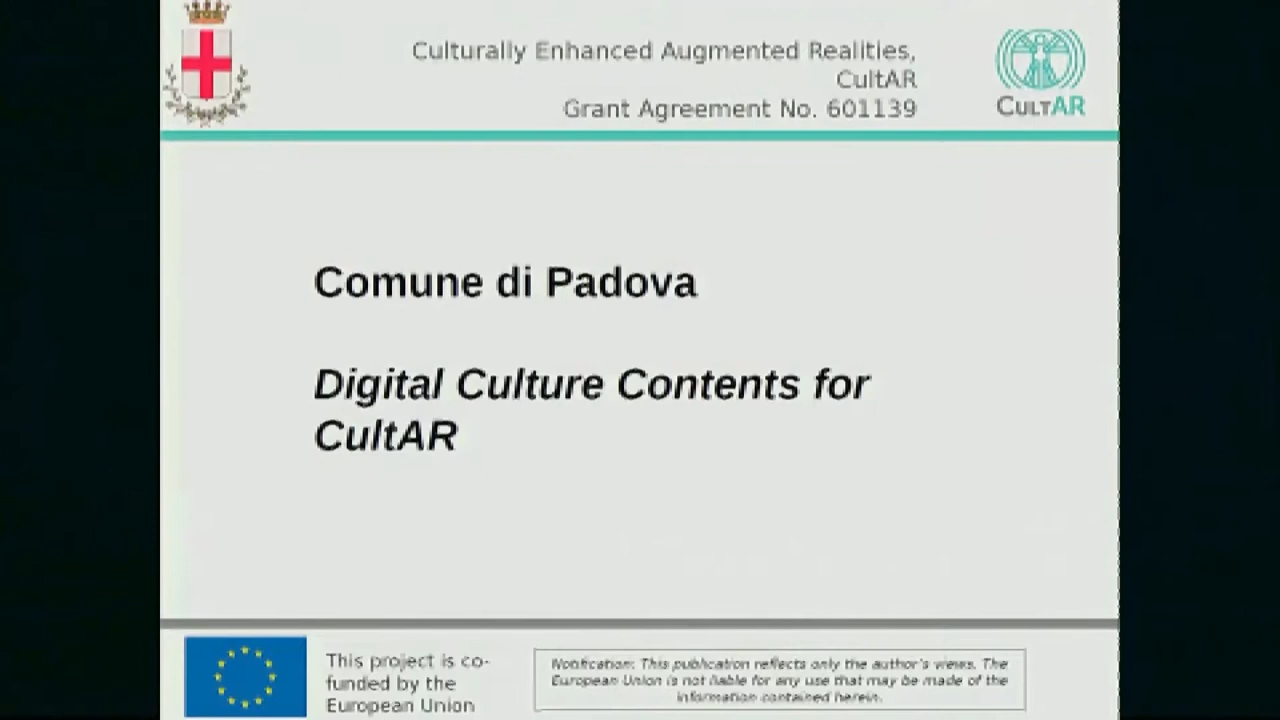 Culturally Enhanced Augmented Realities,
CultAR
Grant Agreement No. 601139
CULTAR
Comune di Padova
Digital Culture Contents for
CultAR
This project is co-
funded by the
European Union
Notification: This publication reflects only the author's views. The
European Union is not liable for any use that may be made of the
information contained herein.